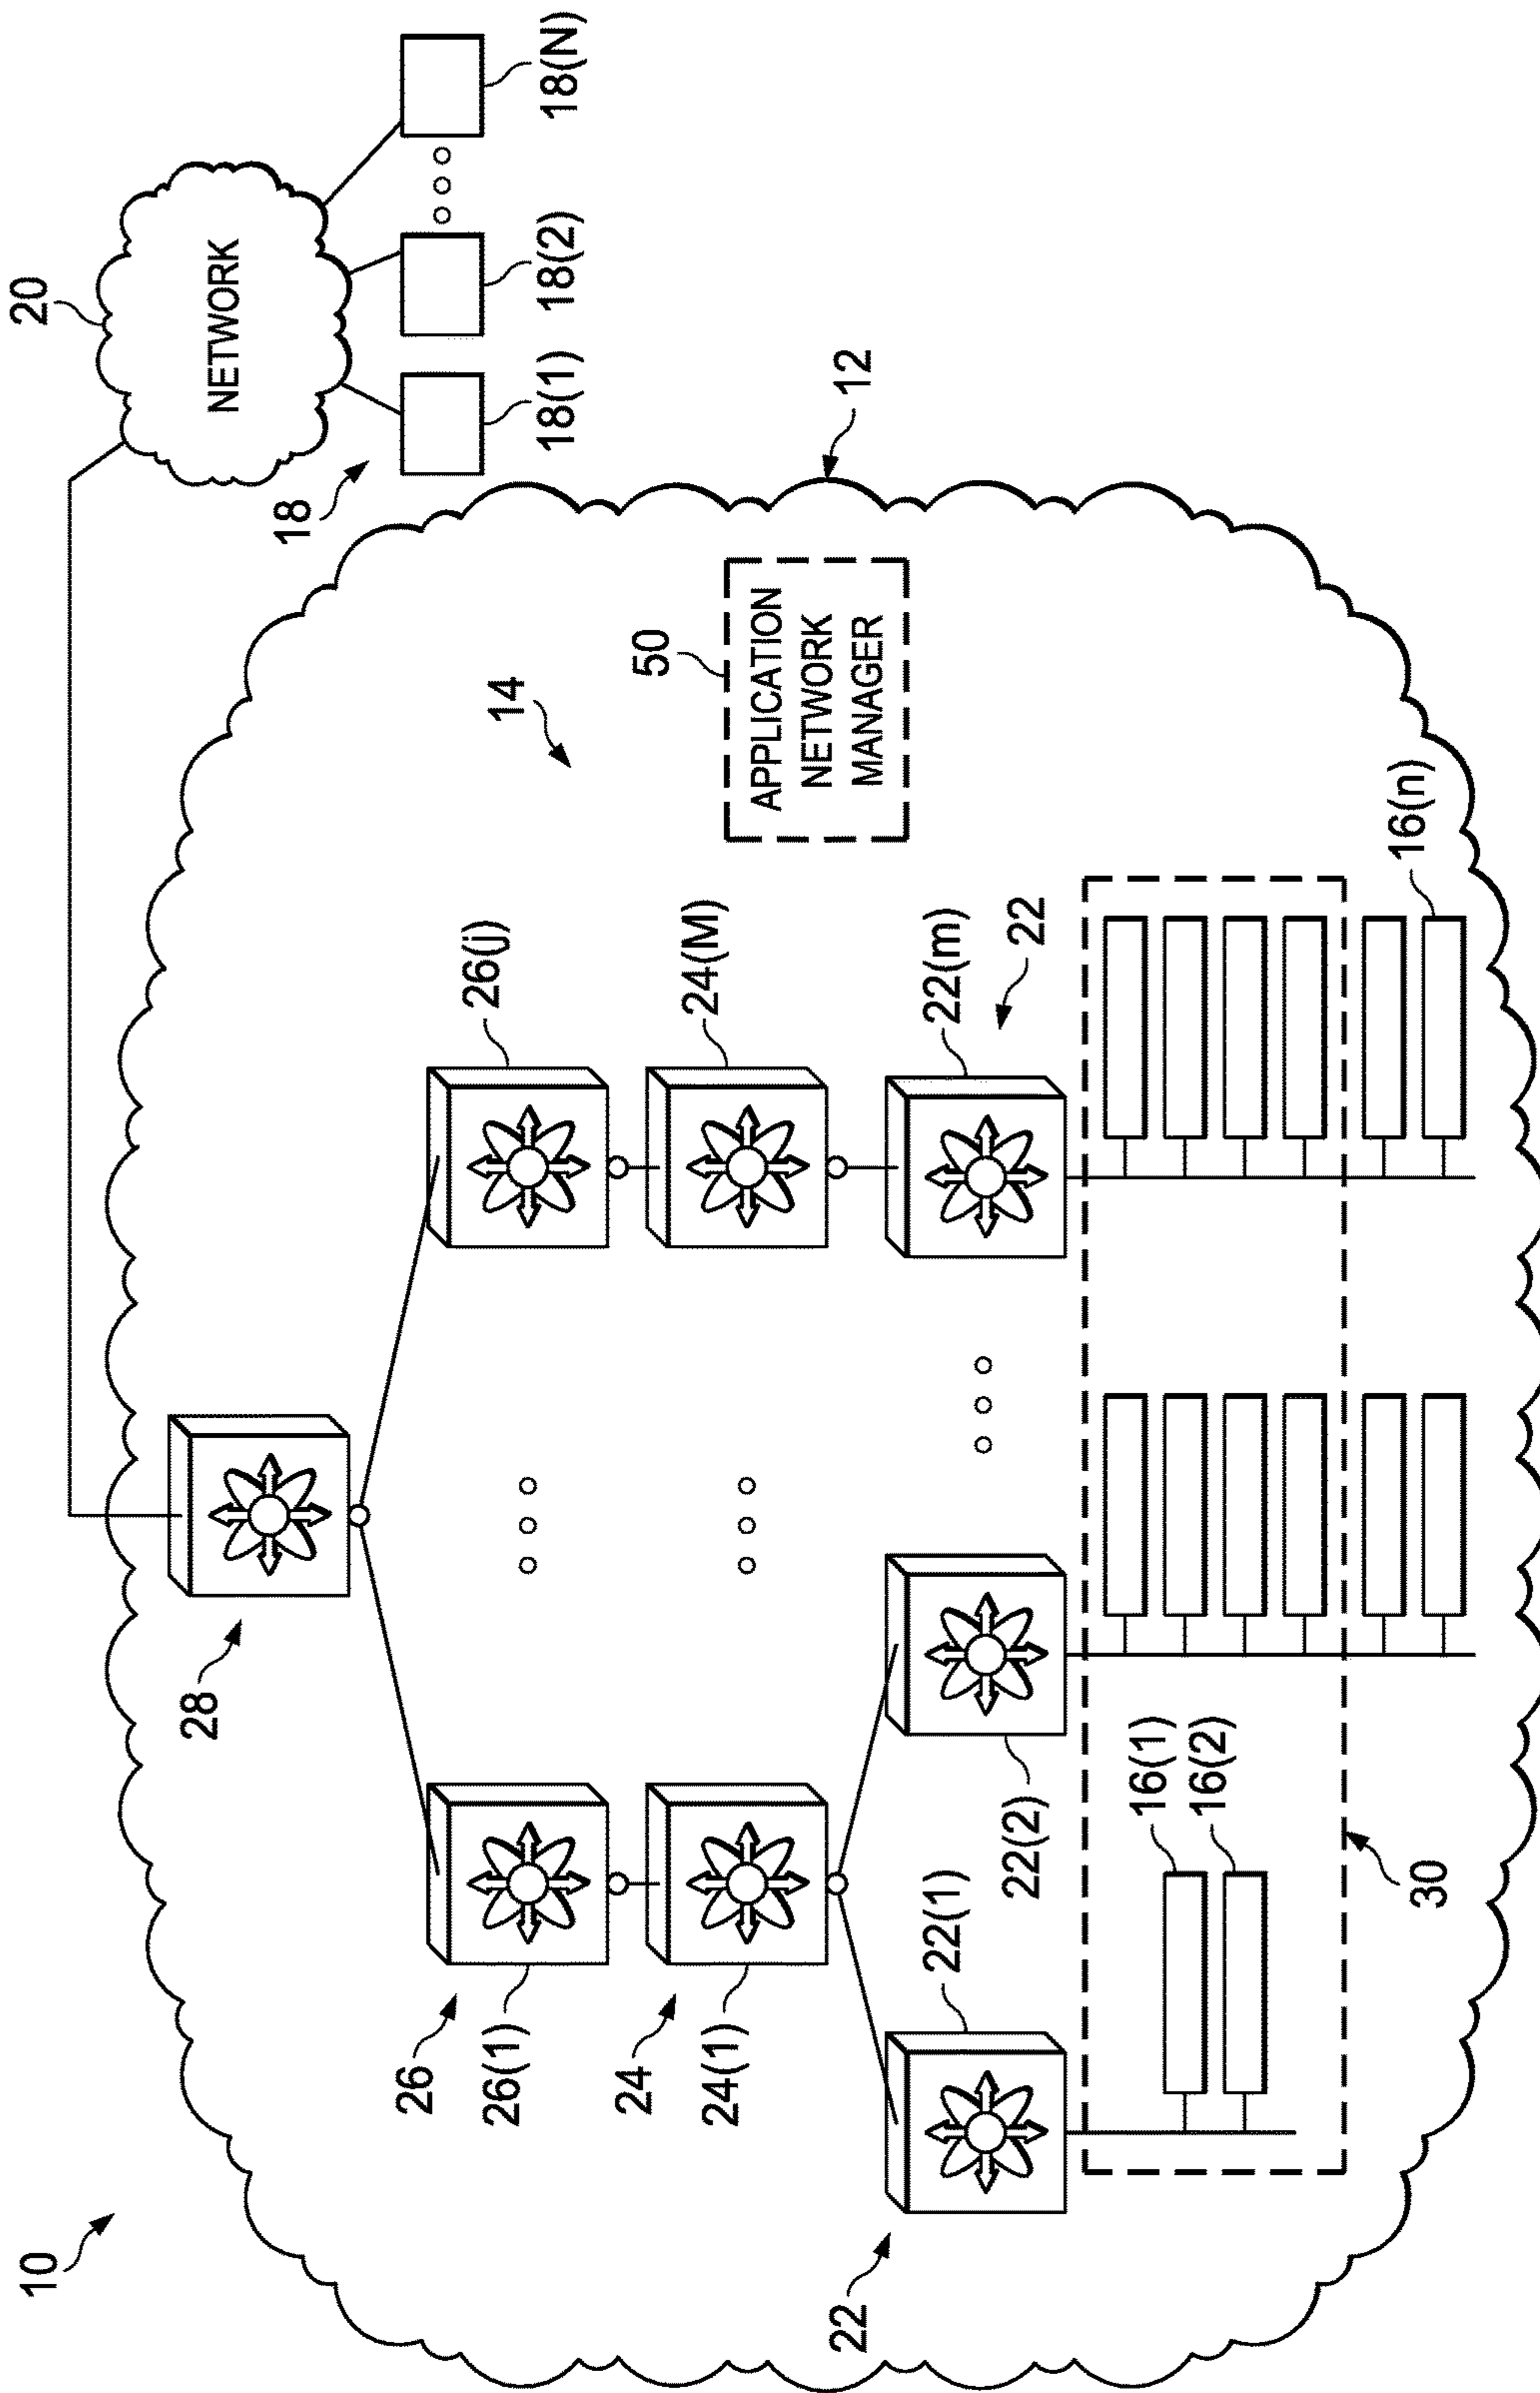 10
20
NETWORK
18
18(1)
18(2)
18(N)
12
28
14
50
APPLICATION
NETWORK
MANAGER
26
26(1)
26(j)
24
24(1)
24(M)
22
22(1)
22(2)
22(m)
22
16(1)
16(2)
16(n)
30